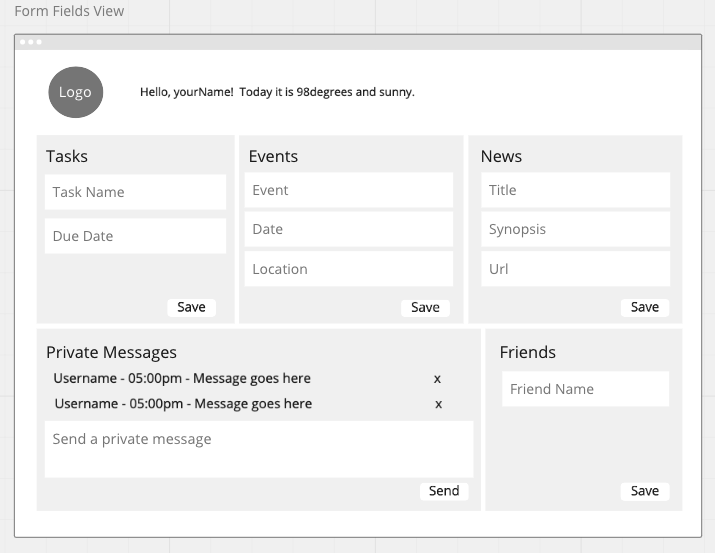 Form Fields View
Logo
Hello, yourName!  Today it is 98degrees and sunny.
Tasks
Task Name
Due Date
Save
Events
Event
Date
Location
Save
News
Title
Synopsis
Url
Save
Private Messages
Username - 05:00pm - Message goes here x
Username - 05:00pm - Message goes here x
Send a private message
Send
Friends
Friend Name
Save